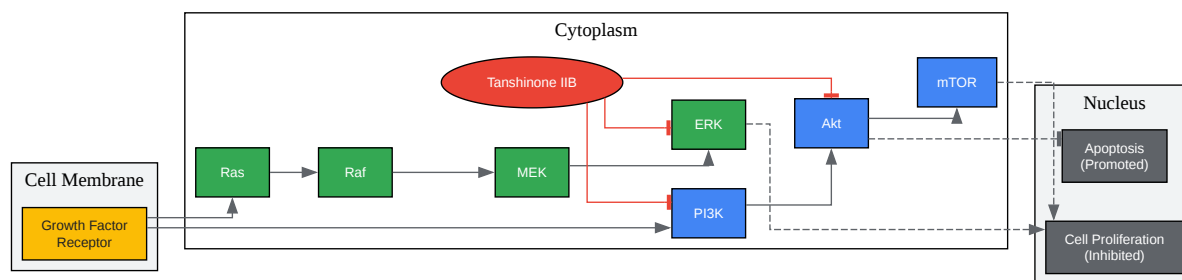 Cytoplasm
Tanshinone IIB
mTOR
Nucleus
ERK
Akt
Apoptosis
(Promoted)
Ras
Raf
MEK
Cell Membrane
Growth Factor
Receptor
PI3K
Cell Proliferation
(Inhibited)